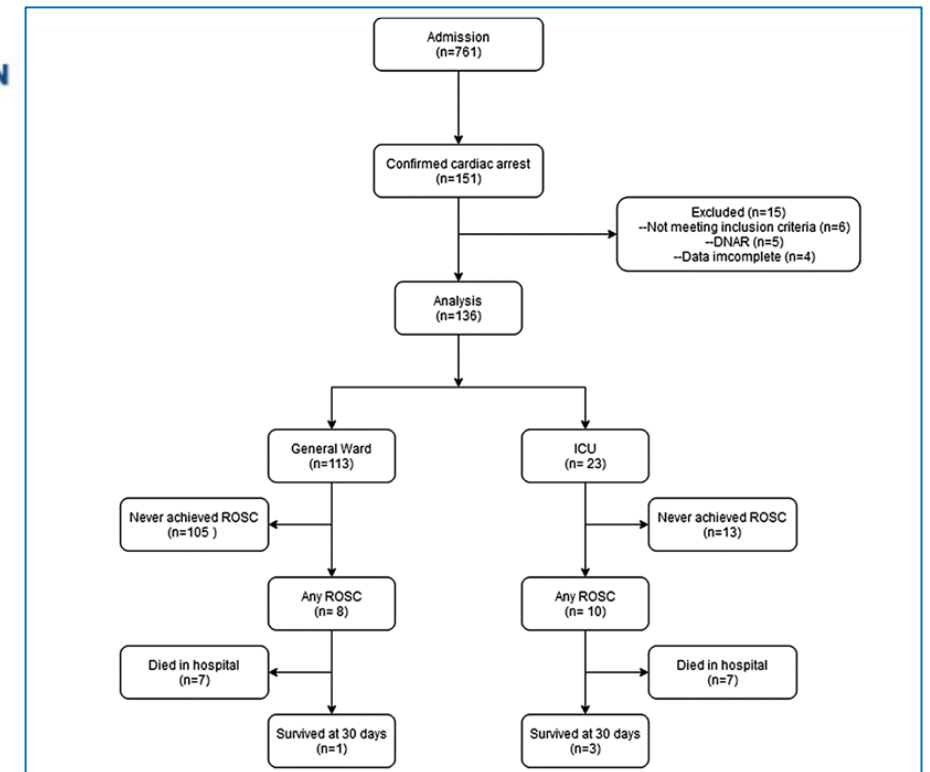 N
Admission
(n=761)
Confirmed cardiac arrest
(n=151)
Excluded (n=15)
--Not meeting inclusion criteria (n=6)
--DNAR (n=5)
--Data imcomplete (n=4)
Analysis
(n=136)
General Ward
(n=113)
ICU
(n= 23)
Never achieved ROSC
(n=105 )
Never achieved ROSC
(n=13)
Any ROSC
(n= 8)
Any ROSC
(n= 10)
Died in hospital
(n=7)
Died in hospital
(n=7)
Survived at 30 days
(n=1)
Survived at 30 days
(n=3)